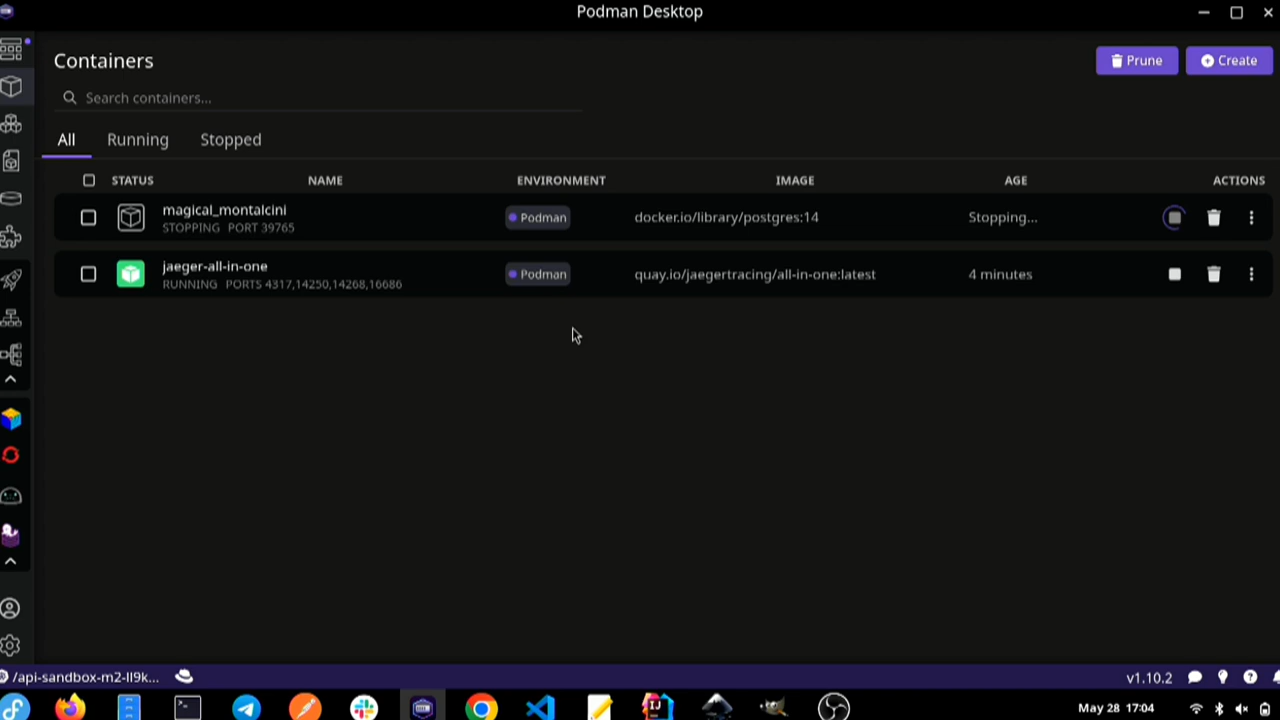 Podman Desktop
Containers
Prune
Create
Search containers...
All
Running
Stopped
STATUS
NAME
ENVIRONMENT
IMAGE
AGE
ACTIONS
magical_montalcini
STOPPING PORT 39765
Podman
docker.io/library/postgres:14
Stopping...
jaeger-all-in-one
RUNNING PORTS 4317,14250,14268,16686
Podman
quay.io/jaegertracing/all-in-one:latest
4 minutes
/api-sandbox-m2-ll9k...
v1.10.2
May 28 17:04